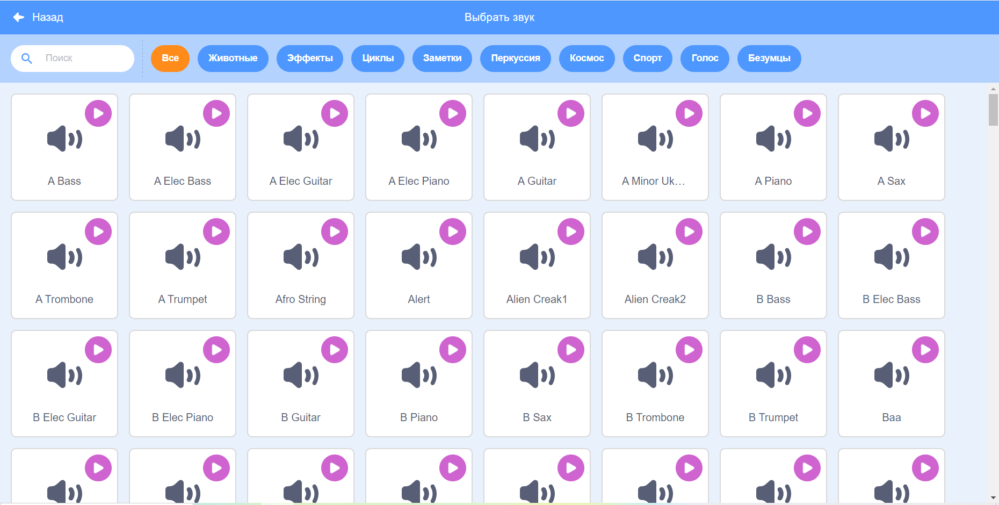 Назад
Выбрать звук
Поиск
Все
Животные
Эффекты
Циклы
Заметки
Перкуссия
Космос
Спорт
Голос
Безумцы
A Bass
A Elec Bass
A Elec Guitar
A Elec Piano
A Guitar
A Minor Uk...
A Piano
A Sax
A Trombone
A Trumpet
Afro String
Alert
Alien Creak1
Alien Creak2
B Bass
B Elec Bass
B Elec Guitar
B Elec Piano
B Guitar
B Piano
B Sax
B Trombone
B Trumpet
Baa